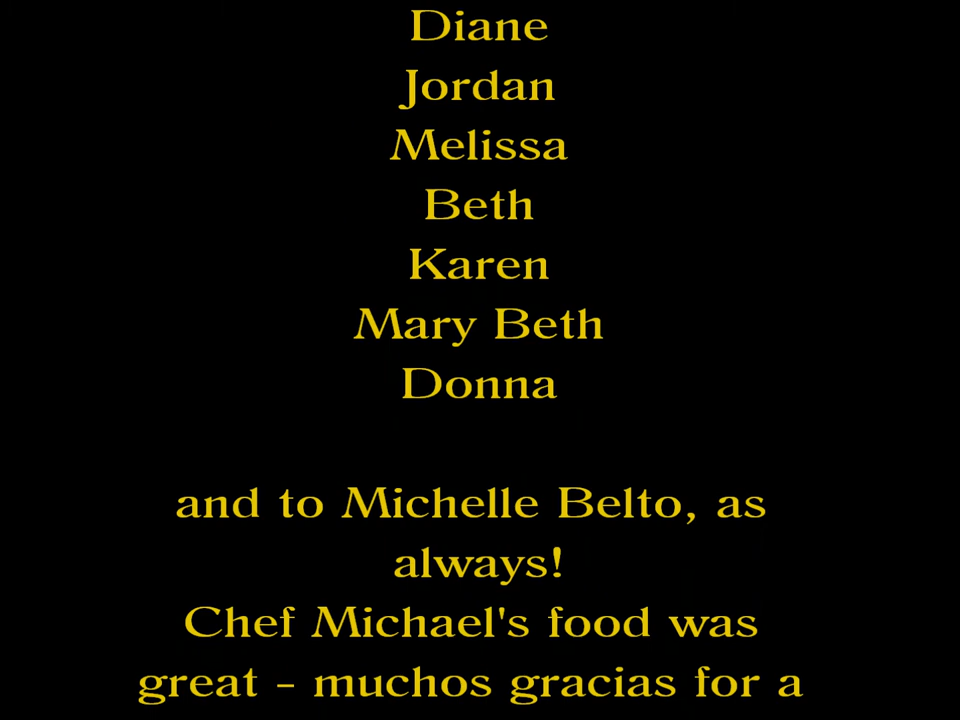 Diane
Jordan
Melissa
Beth
Karen
Mary Beth
Donna
and to Michelle Belto, as
always!
Chef Michael's food was
great - muchos gracias for a